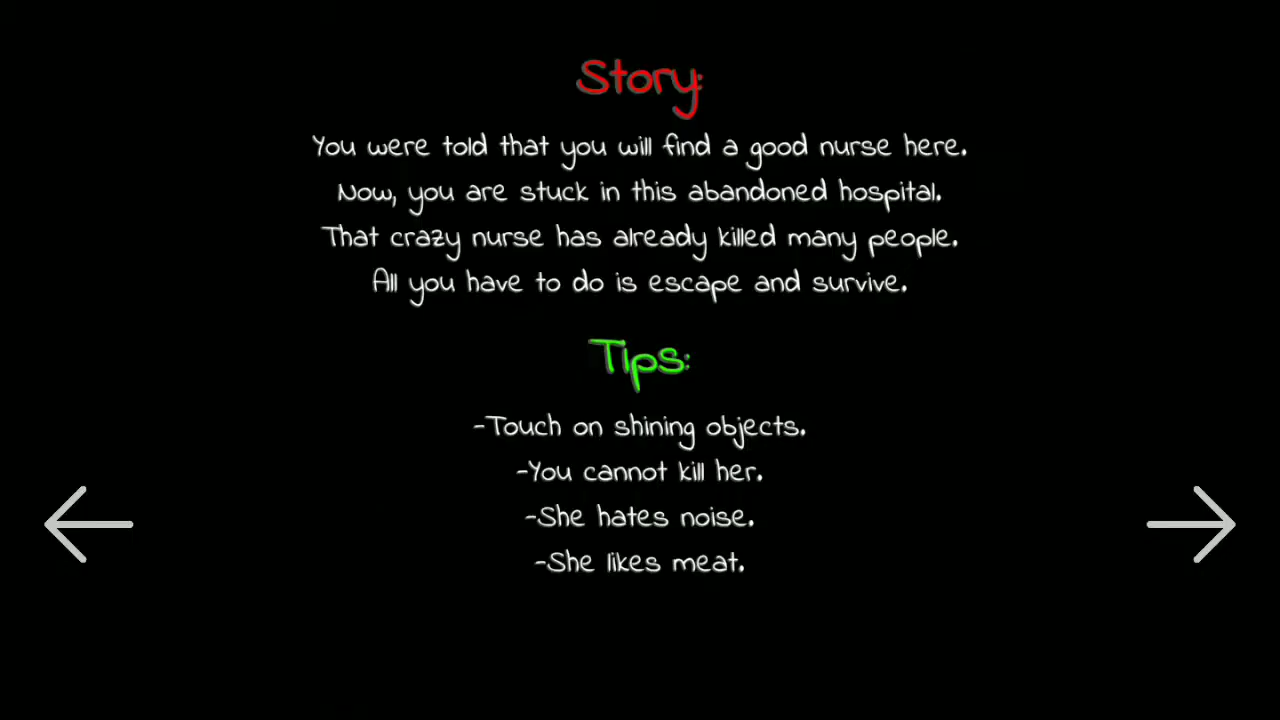 Story:
You were told that you will find a good nurse here.
Now, you are stuck in this abandoned hospital.
That crazy nurse has already killed many people.
All you have to do is escape and survive.
Tips:
-Touch on shining objects.
-You cannot kill her.
-She hates noise.
-She likes meat.